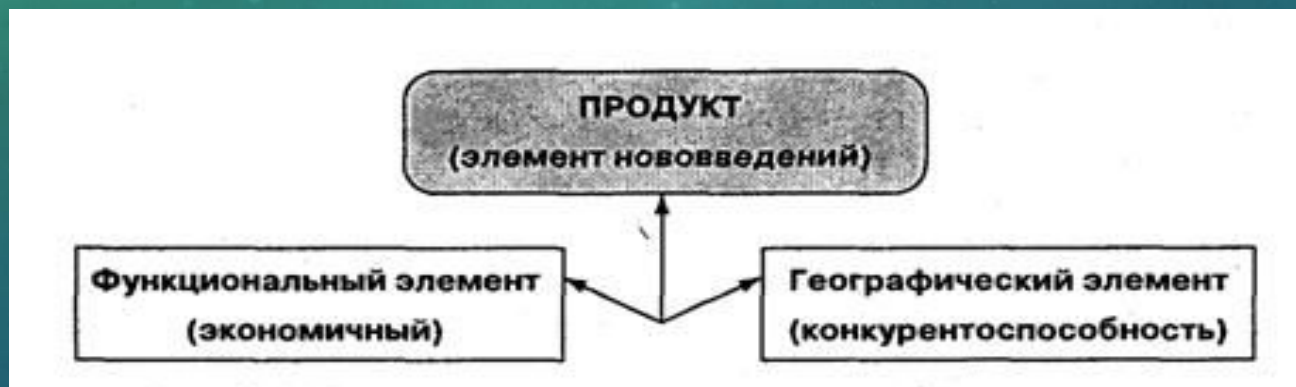 ПРОДУКТ
(элемент нововведений)
Функциональный элемент
(экономичный)
Географический элемент
(конкурентоспособность)